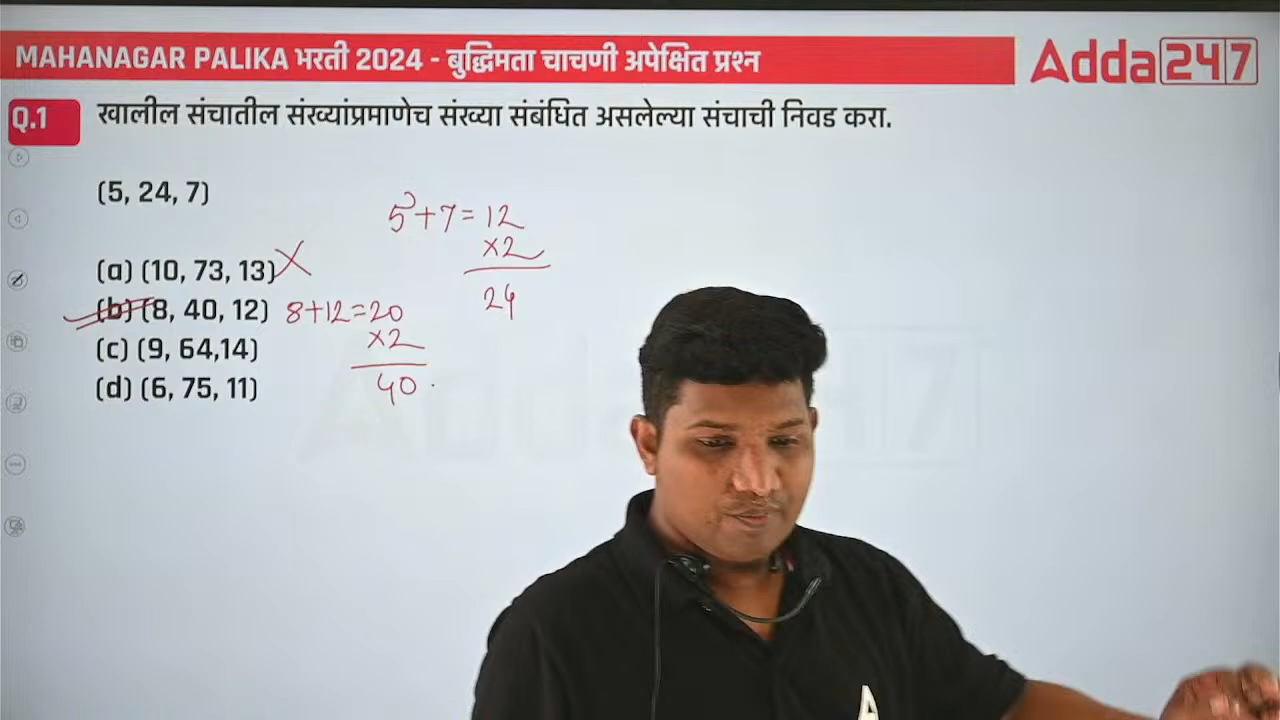 MAHANAGAR PALIKA भरती 2024 - बुद्धिमता चाचणी अपेक्षित प्रश्न
Adda247
Q.1 खालील संचातील संख्यांप्रमाणेच संख्या संबंधित असलेल्या संचाची निवड करा.
(5, 24, 7)
5+7=12
×2
24
(a) (10, 73, 13)
(b) (8, 40, 12) 8+12=20
×2
40
(c) (9, 64,14)
(d) (6, 75, 11)